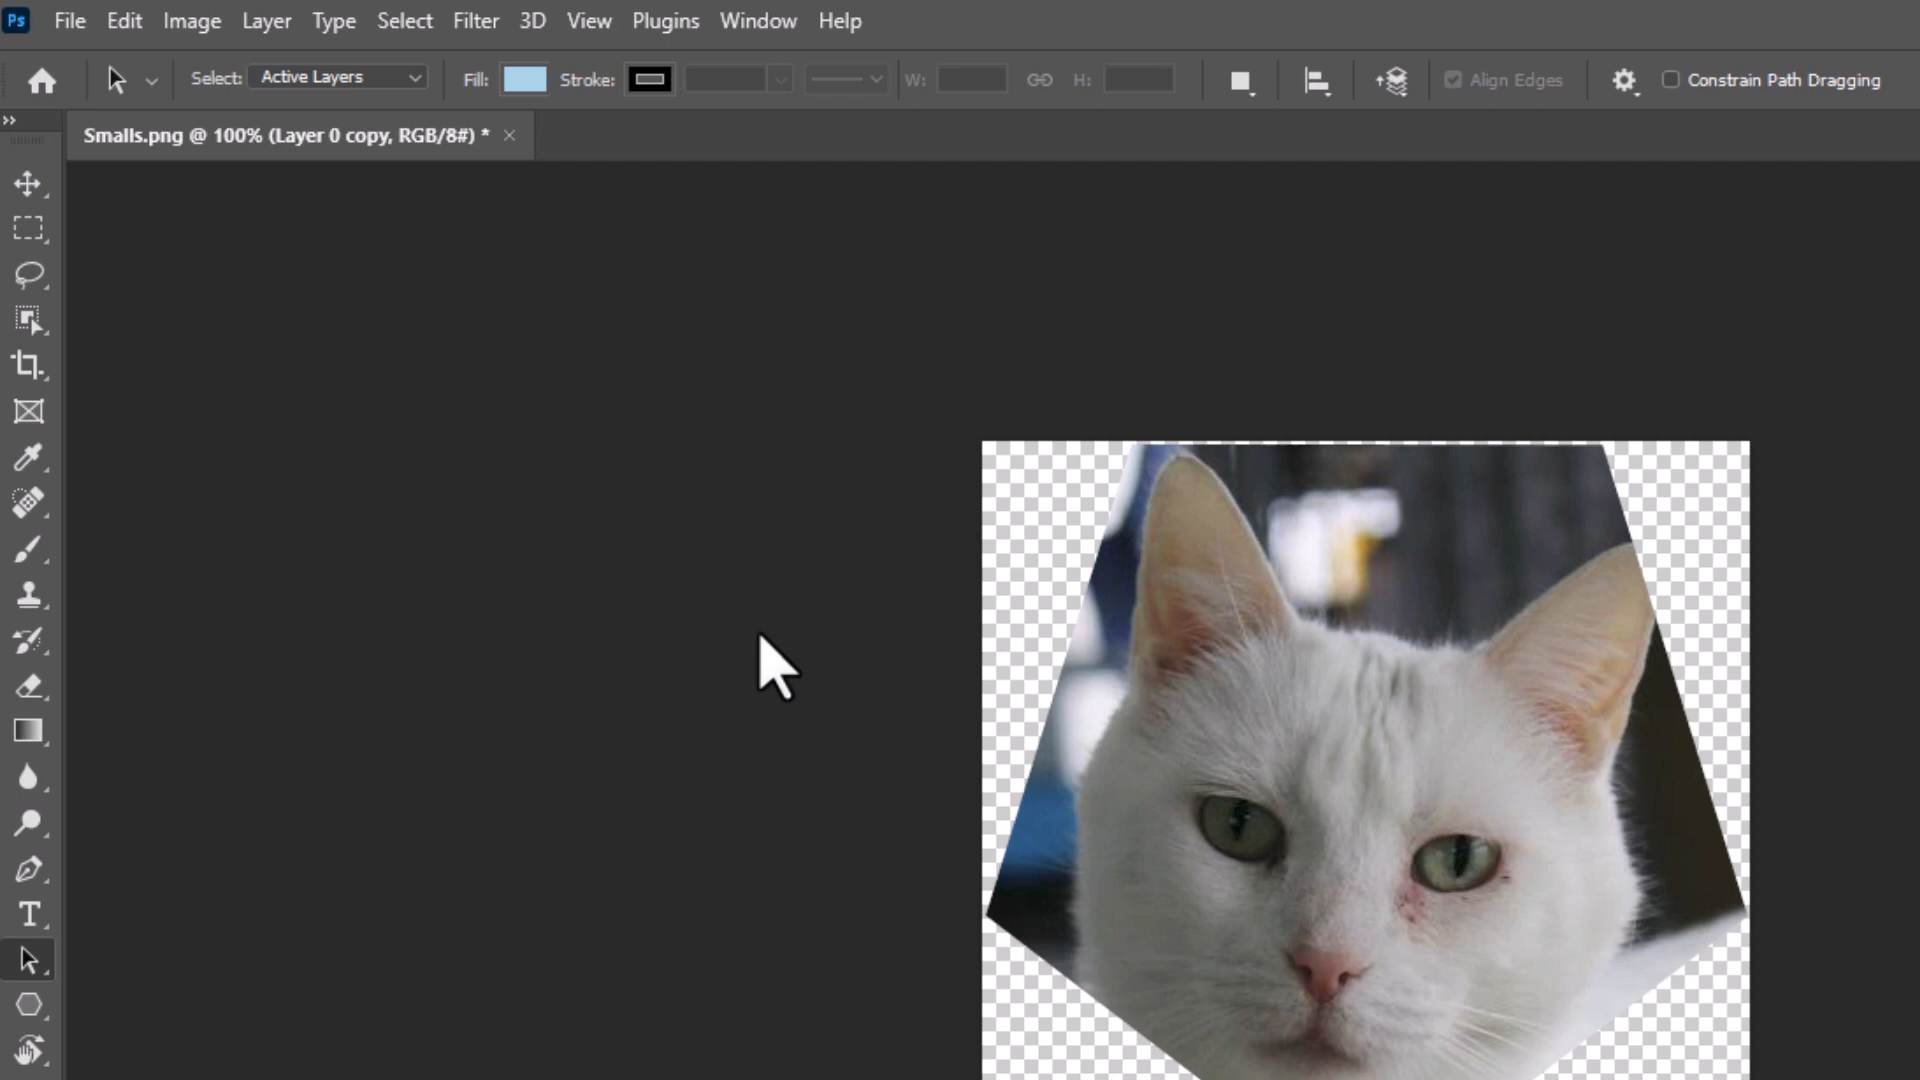 Ps File Edit Image Layer Type Select Filter 3D View Plugins Window Help
Select: Active Layers Fill: Stroke: W: H: Align Edges Constrain Path Dragging
Smalls.png @ 100% (Layer 0 copy, RGB/8#) * ×
T